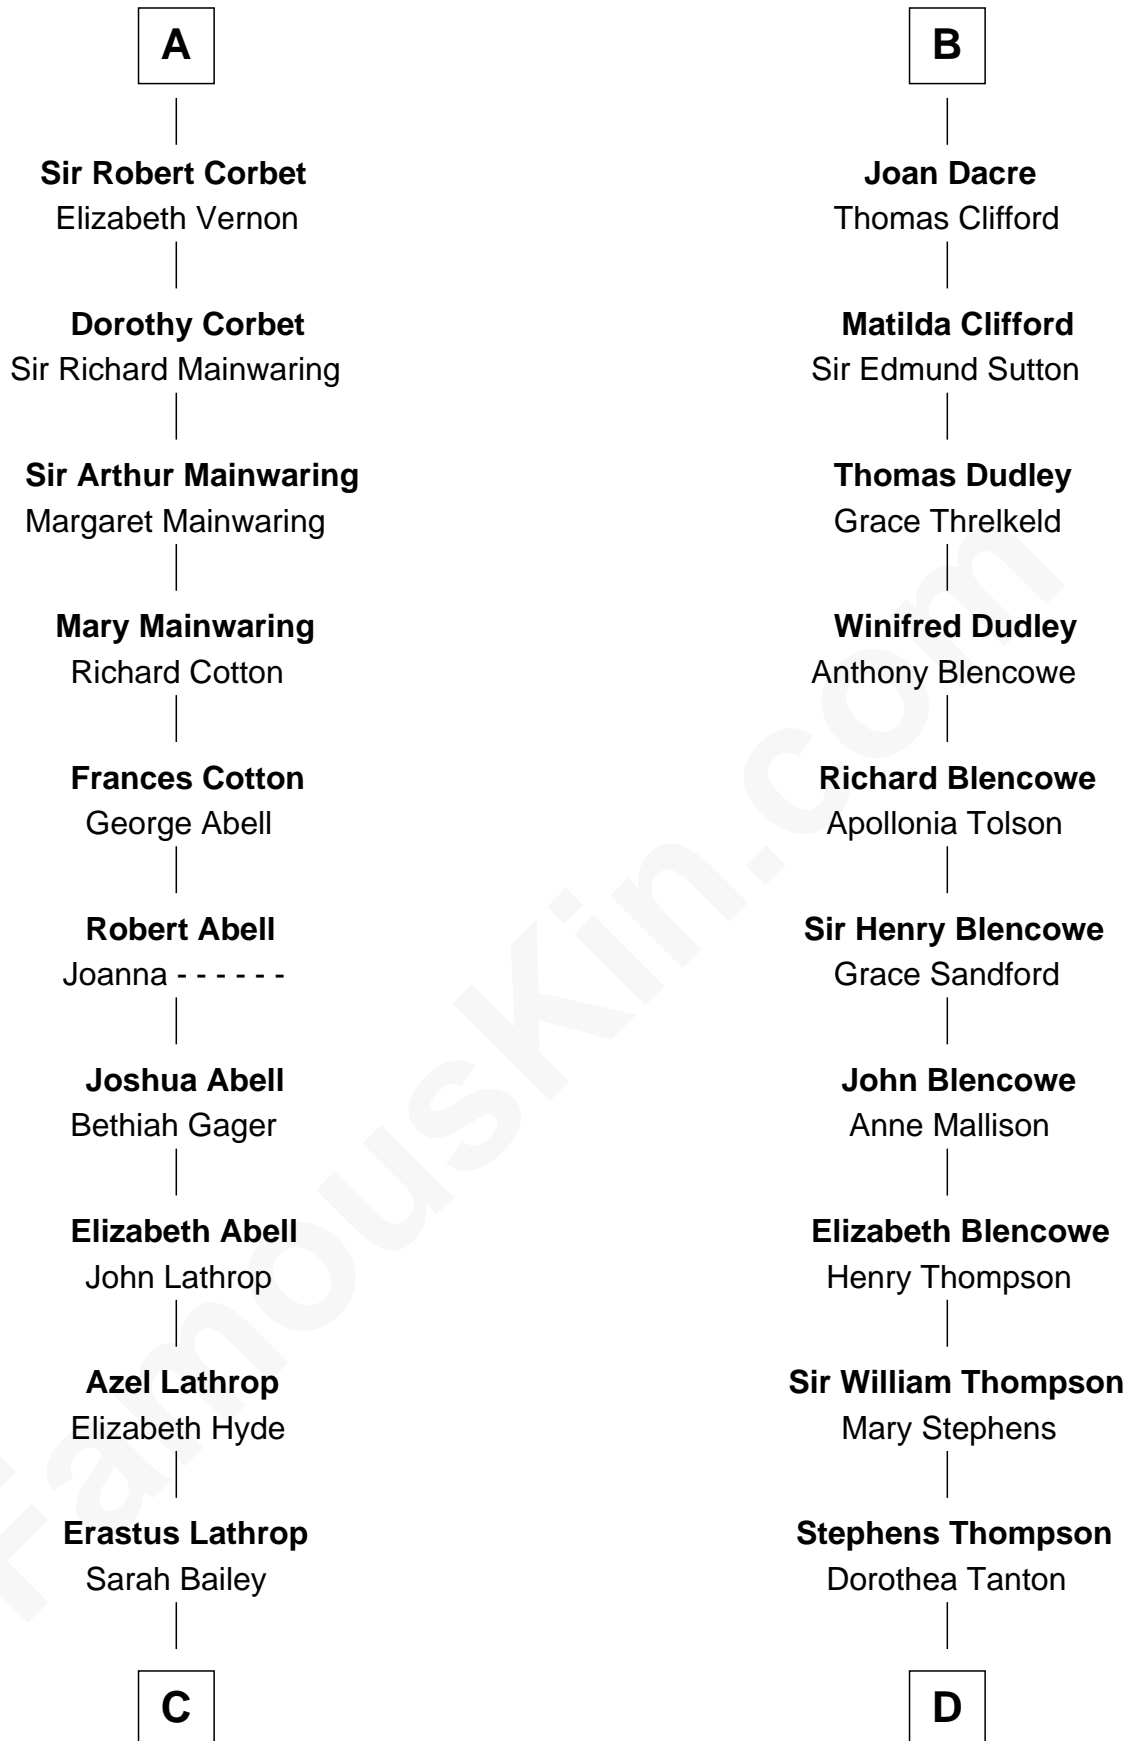 A
Sir Robert Corbet
Elizabeth Vernon
Dorothy Corbet
Sir Richard Mainwaring
Sir Arthur Mainwaring
Margaret Mainwaring
Mary Mainwaring
Richard Cotton
Frances Cotton
George Abell
Robert Abell
Joanna - - - - - -
Joshua Abell
Bethiah Gager
Elizabeth Abell
John Lathrop
Azel Lathrop
Elizabeth Hyde
Erastus Lathrop
Sarah Bailey
C
B
Joan Dacre
Thomas Clifford
Matilda Clifford
Sir Edmund Sutton
Thomas Dudley
Grace Threlkeld
Winifred Dudley
Anthony Blencowe
Richard Blencowe
Apollonia Tolson
Sir Henry Blencowe
Grace Sandford
John Blencowe
Anne Mallison
Elizabeth Blencowe
Henry Thompson
Sir William Thompson
Mary Stephens
Stephens Thompson
Dorothea Tanton
D
FamousKin.com